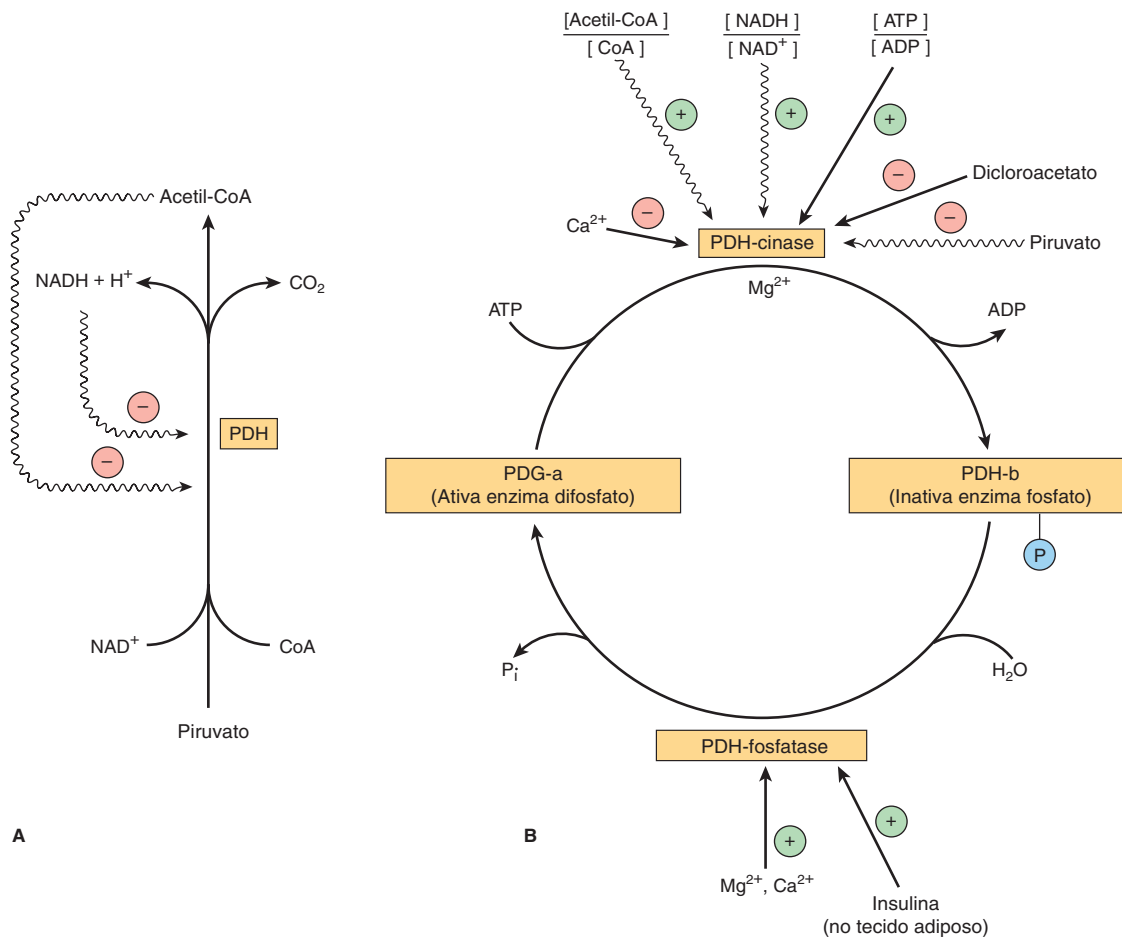 Acetil-CoA
NADH + H⁺
CO₂
−
PDH
−
NAD⁺
CoA
Piruvato
A
[Acetil-CoA]
[CoA]
[NADH]
[NAD⁺]
[ATP]
[ADP]
+
+
+
−
Dicloroacetato
Ca²⁺
−
−
PDH-cinase
Piruvato
Mg²⁺
ATP
ADP
PDG-a
(Ativa enzima difosfato)
PDH-b
(Inativa enzima fosfato)
P
Pi
H₂O
PDH-fosfatase
+
+
Mg²⁺, Ca²⁺
Insulina
(no tecido adiposo)
B